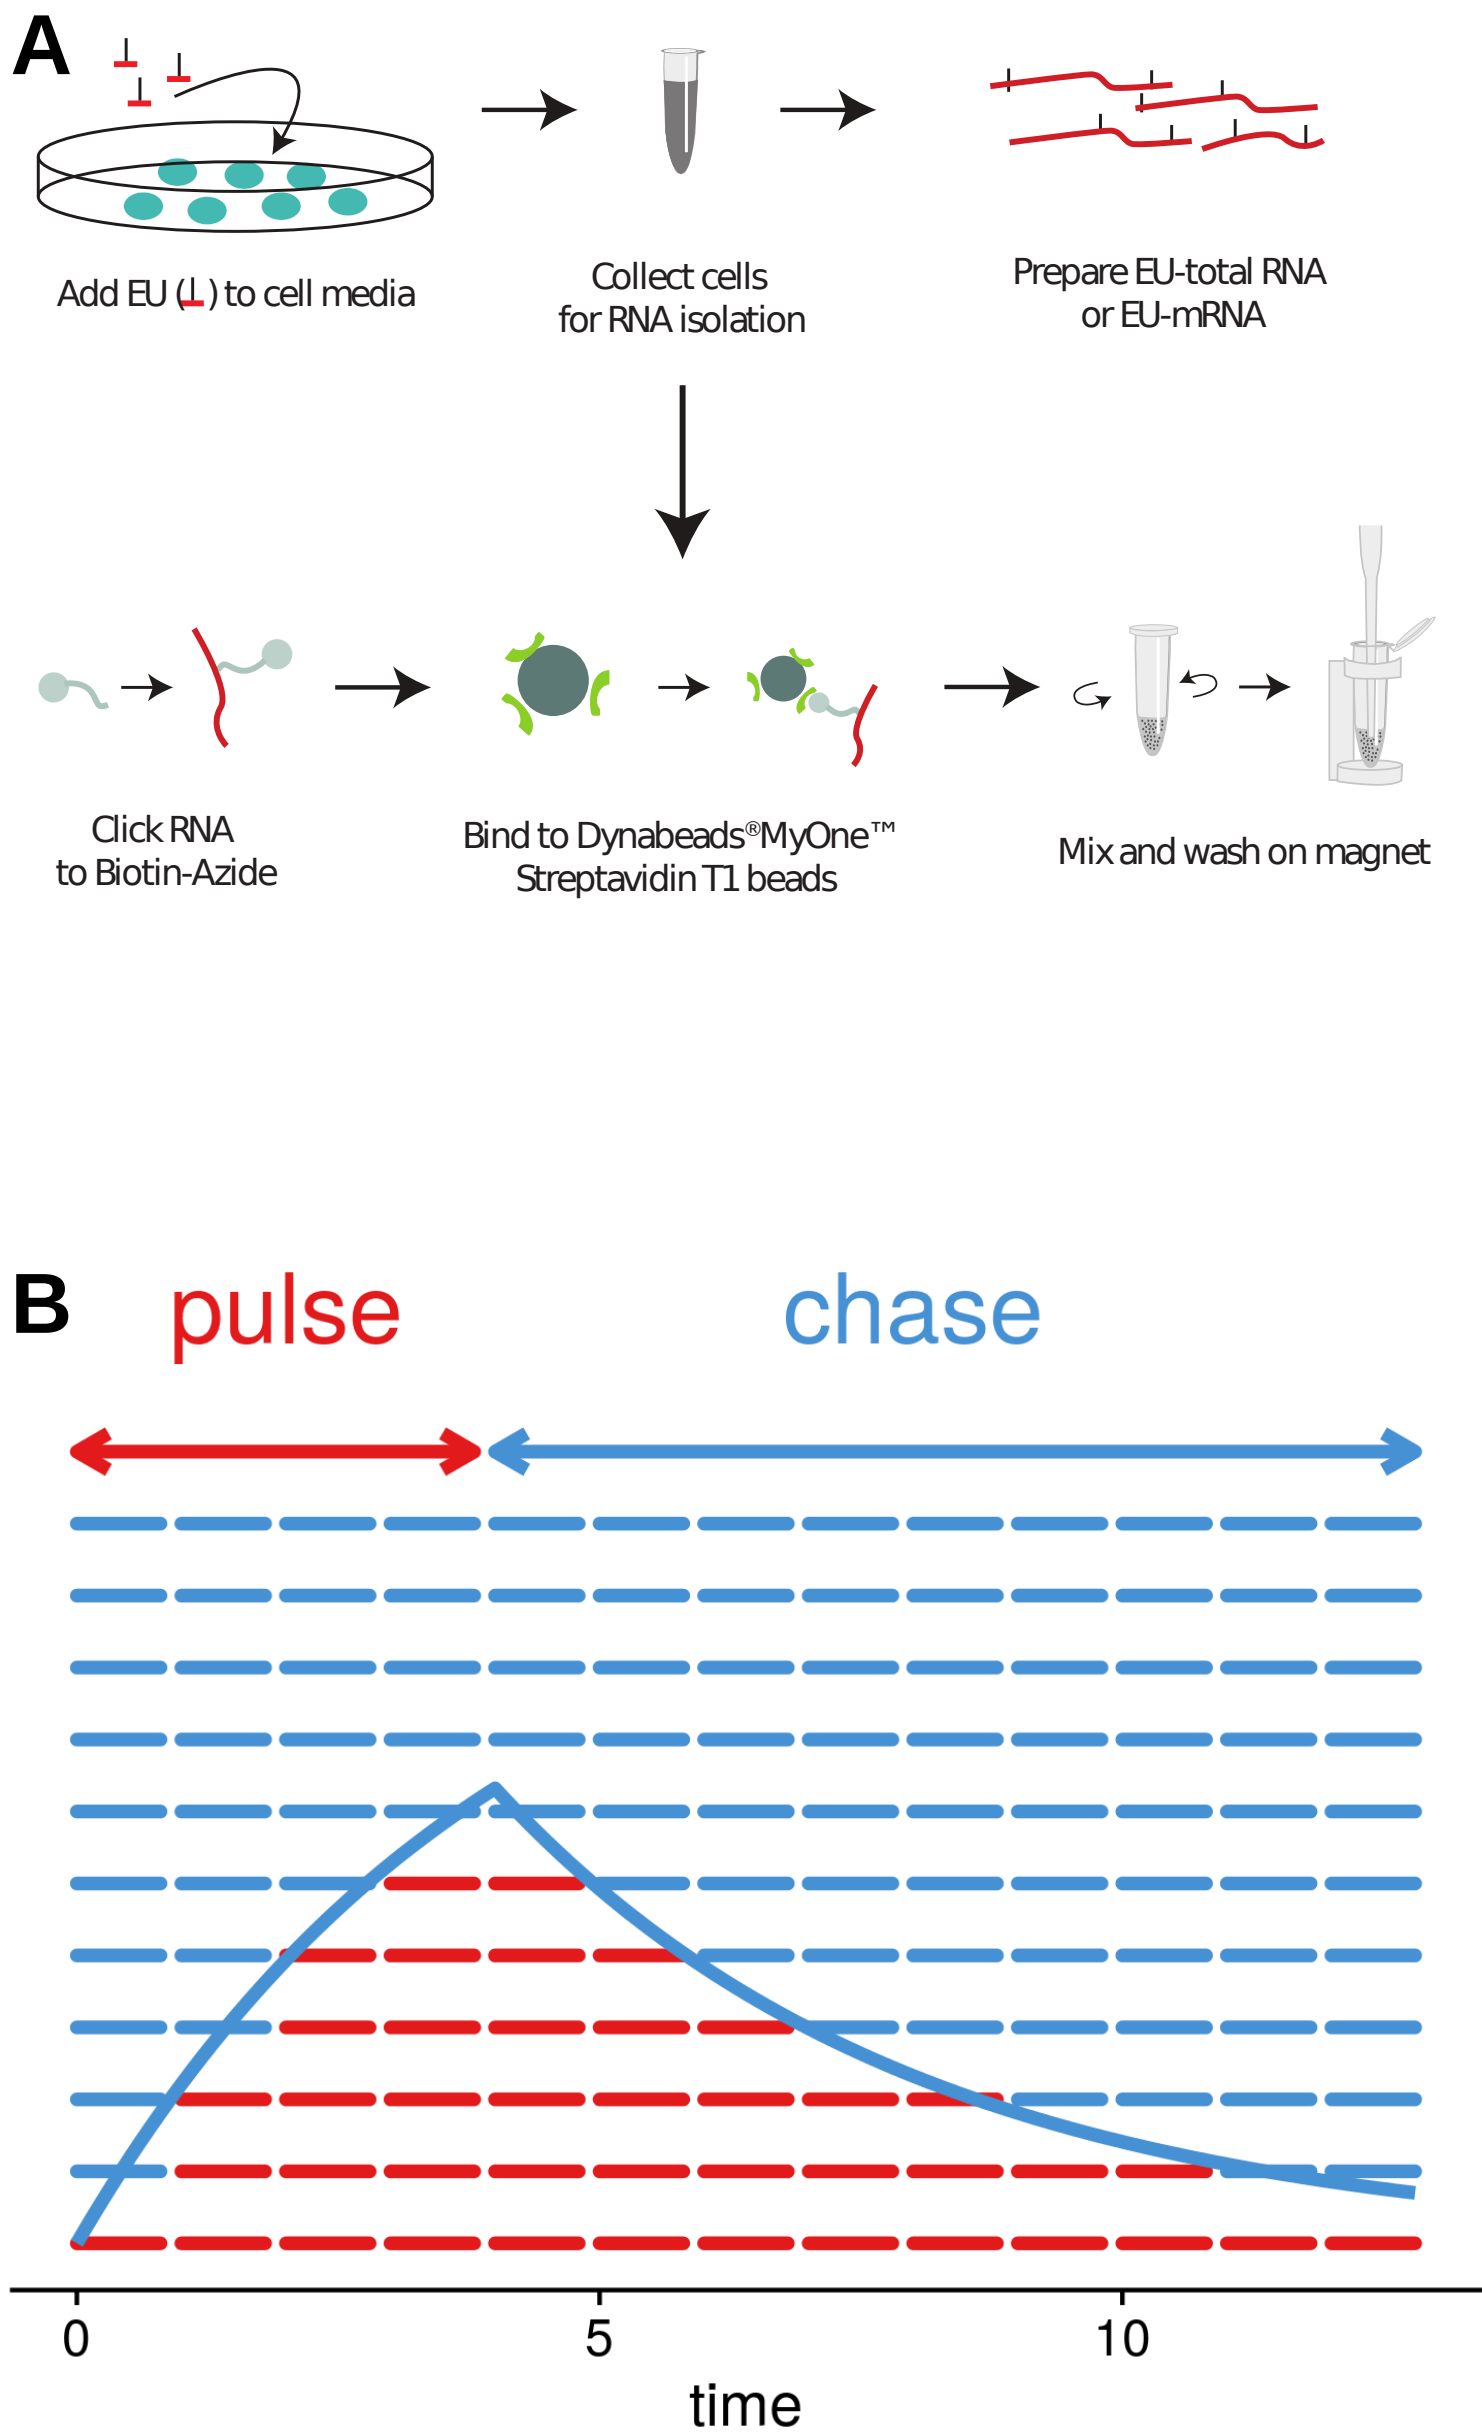 A
Add EU ( ) to cell media
Collect cells
for RNA isolation
Prepare EU-total RNA
or EU-mRNA
Click RNA
to Biotin-Azide
Bind to Dynabeads®MyOne™
Streptavidin T1 beads
Mix and wash on magnet
B
pulse
chase
0
5
10
time